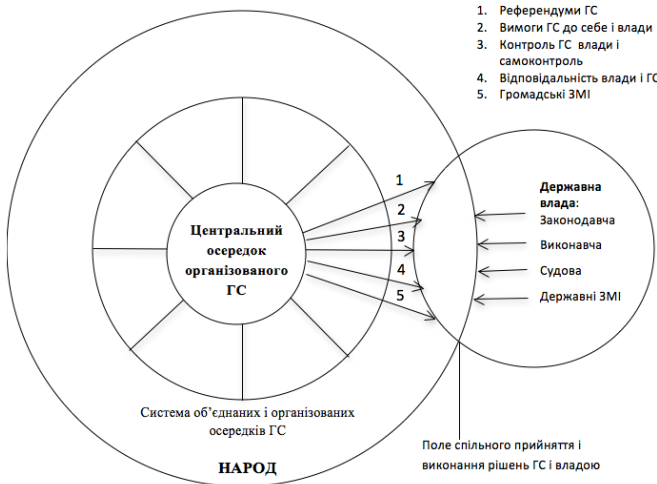 1. Референдуми ГС
2. Вимоги ГС до себе і влади
3. Контроль ГС влади і
самоконтроль
4. Відповідальність влади і ГС
5. Громадські ЗМІ
1
2
3
4
5
Центральний
осередок
організованого
ГС
Державна
влада:
Законодавча
Виконавча
Судова
Державні ЗМІ
Система об’єднаних і організованих
осередків ГС
НАРОД
Поле спільного прийняття і
виконання рішень ГС і владою